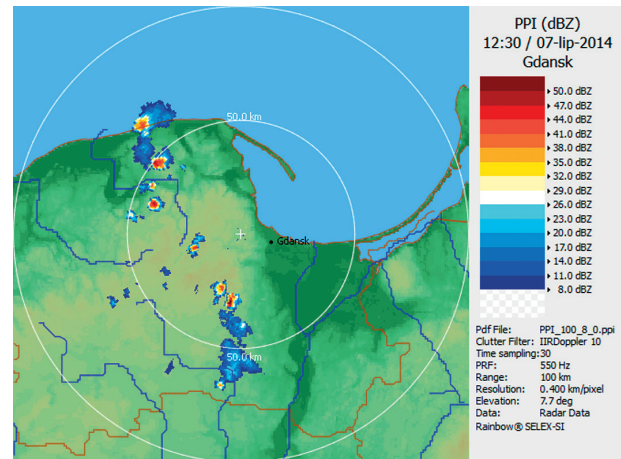 PPI (dBZ)
12:30 / 07-lip-2014
Gdansk
50.0 dBZ
47.0 dBZ
44.0 dBZ
41.0 dBZ
38.0 dBZ
35.0 dBZ
32.0 dBZ
29.0 dBZ
26.0 dBZ
23.0 dBZ
20.0 dBZ
17.0 dBZ
14.0 dBZ
11.0 dBZ
8.0 dBZ
Pdf File: PPI_100_8_0.ppi
Clutter Filter: IIRDoppler 10
Time sampling:30
PRF: 550 Hz
Range: 100 km
Resolution: 0.400 km/pixel
Elevation: 7.7 deg
Data: Radar Data
Rainbow® SELEX-SI
50.0 km
Gdansk
50.0 km